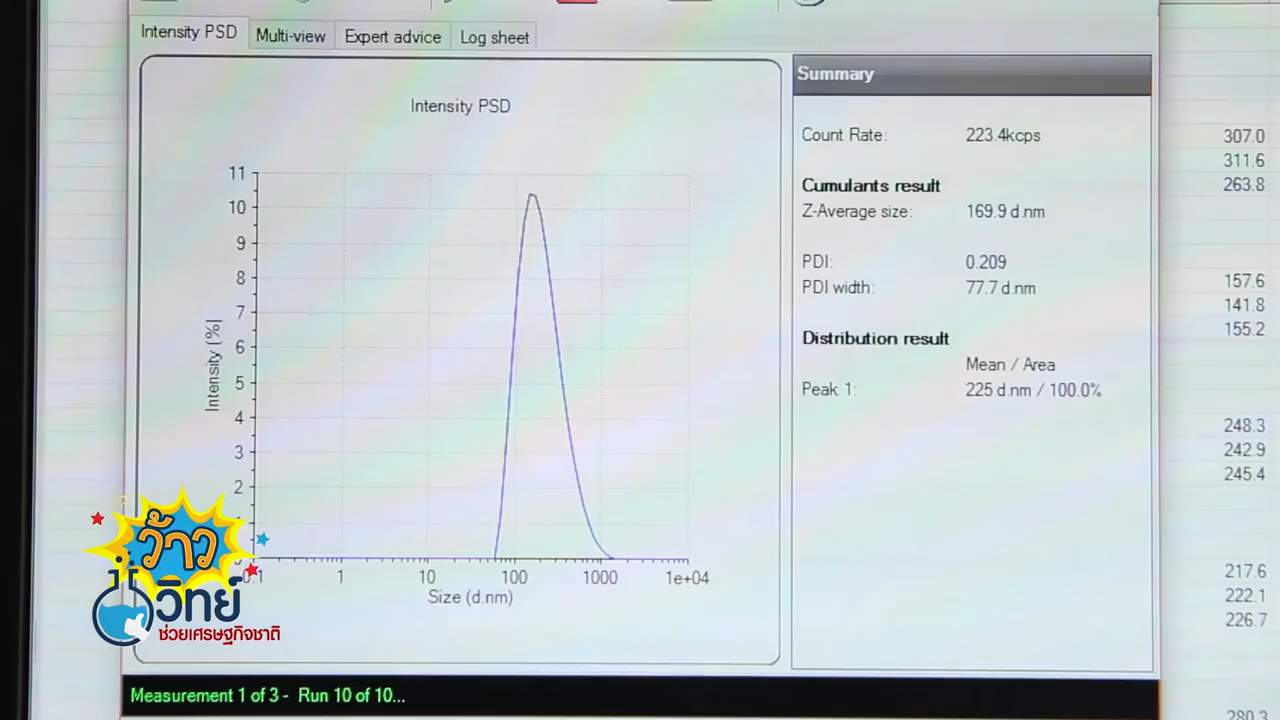 Intensity PSD
Multi-view
Expert advice
Log sheet
Intensity PSD
11
10
9
8
7
6
5
4
3
2
Intensity (%)
0.1
1
10
100
1000
1e+04
Size (d.nm)
Summary
Count Rate: 223.4kcps
Cumulants result
Z-Average size: 169.9 d.nm
PDI: 0.209
PDI width: 77.7 d.nm
Distribution result
Mean / Area
Peak 1: 225 d.nm / 100.0%
307.0
311.6
263.8
157.6
141.8
155.2
248.3
242.9
245.4
217.6
222.1
226.7
280.3
Measurement 1 of 3 - Run 10 of 10...
ว้าว
วิทย์
ช่วยเศรษฐกิจชาติ